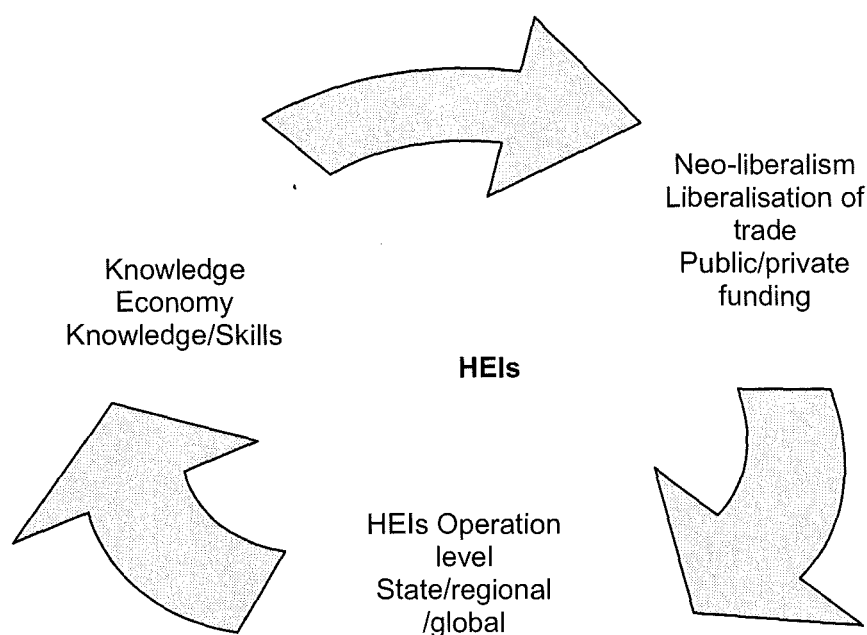 Neo-liberalism
Liberalisation of
trade
Public/private
funding
Knowledge
Economy
Knowledge/Skills
HEIs
HEIs Operation
level
State/regional
/global